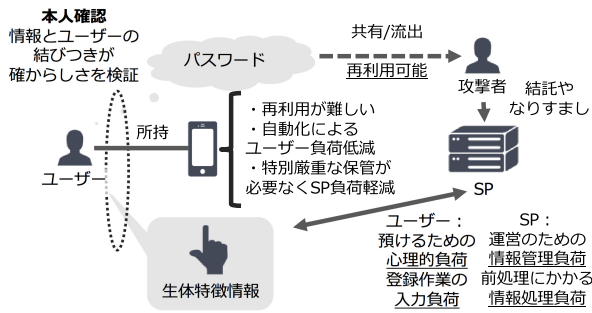 本人確認
情報とユーザーの
結びつきが
確からしさを検証
パスワード
共有/流出
再利用可能
攻撃者
結託や
なりすまし
所持
・再利用が難しい
・自動化による
ユーザー負荷低減
・特別厳重な保管が
必要なくSP負荷軽減
ユーザー
SP
生体特徴情報
ユーザー：
預けるための
心理的負荷
登録作業の
入力負荷
SP：
運営のための
情報管理負荷
前処理にかかる
情報処理負荷